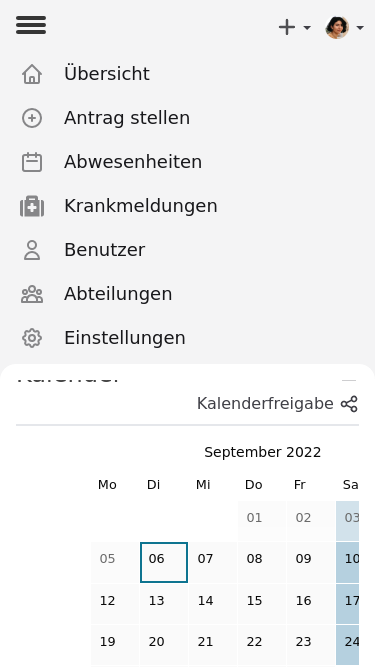 Übersicht
Antrag stellen
Abwesenheiten
Krankmeldungen
Benutzer
Abteilungen
Einstellungen
Kalender
Kalenderfreigabe
September 2022
Mo Di Mi Do Fr Sa
01 02 03
05 06 07 08 09 10
12 13 14 15 16 17
19 20 21 22 23 24